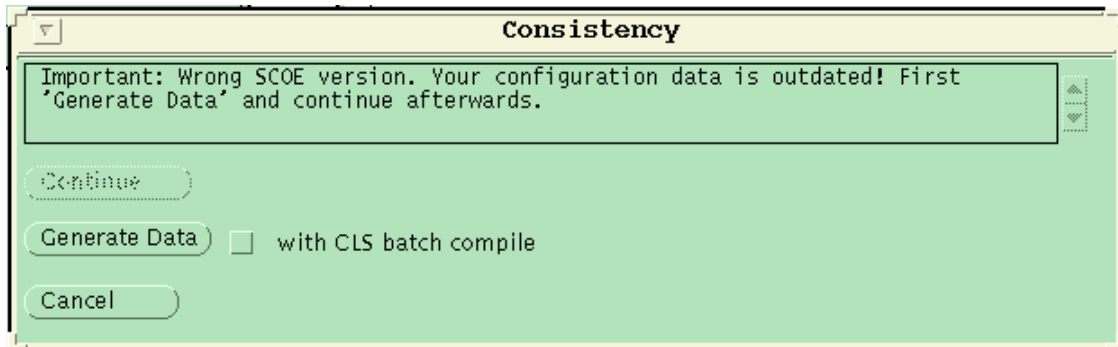 Consistency
Important: Wrong SCOE version. Your configuration data is outdated! First
'Generate Data' and continue afterwards.
Continue
Generate Data with CLS batch compile
Cancel